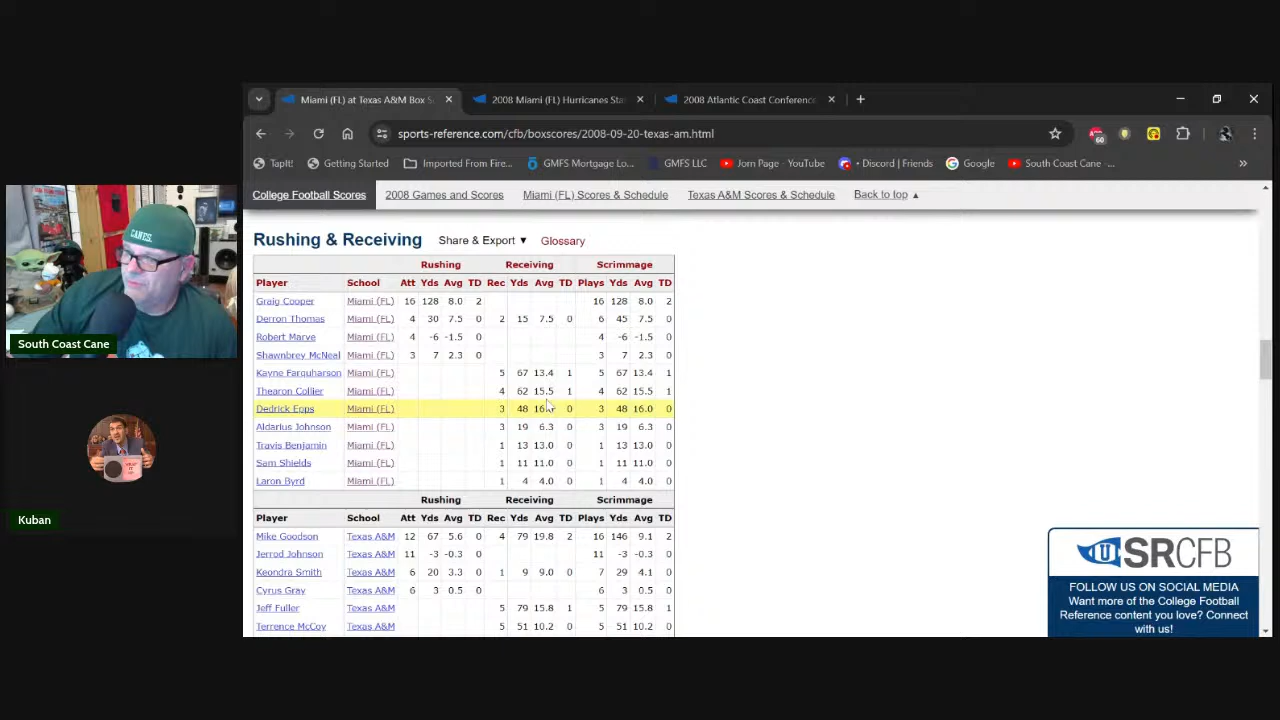 Miami (FL) at Texas A&M Box S
2008 Miami (FL) Hurricanes Sta
2008 Atlantic Coast Conference
sports-reference.com/cfb/boxscores/2008-09-20-texas-am.html
60
TapIt! Getting Started Imported From Fire... GMFS Mortgage Lo... GMFS LLC Jorn Page - YouTube • Discord | Friends Google South Coast Cane -... »
College Football Scores 2008 Games and Scores Miami (FL) Scores & Schedule Texas A&M Scores & Schedule Back to top ▲
Rushing & Receiving Share & Export ▼ Glossary
Rushing Receiving Scrimmage
Player School Att Yds Avg TD Rec Yds Avg TD Plays Yds Avg TD
Graig Cooper Miami (FL) 16 128 8.0 2 16 128 8.0 2
Derron Thomas Miami (FL) 4 30 7.5 0 2 15 7.5 0 6 45 7.5 0
Robert Marve Miami (FL) 4 -6 -1.5 0 4 -6 -1.5 0
Shawnbrey McNeal Miami (FL) 3 7 2.3 0 3 7 2.3 0
Kayne Farquharson Miami (FL) 5 67 13.4 1 5 67 13.4 1
Thearon Collier Miami (FL) 4 62 15.5 1 4 62 15.5 1
Dedrick Epps Miami (FL) 3 48 0 3 48 16.0 0
Aldarius Johnson Miami (FL) 3 19 6.3 0 3 19 6.3 0
Travis Benjamin Miami (FL) 1 13 13.0 0 1 13 13.0 0
Sam Shields Miami (FL) 1 11 11.0 0 1 11 11.0 0
Laron Byrd Miami (FL) 1 4 4.0 0 1 4 4.0 0
Rushing Receiving Scrimmage
Player School Att Yds Avg TD Rec Yds Avg TD Plays Yds Avg TD
Mike Goodson Texas A&M 12 67 5.6 0 4 79 19.8 2 16 146 9.1 2
Jerrod Johnson Texas A&M 11 -3 -0.3 0 11 -3 -0.3 0
Keondra Smith Texas A&M 6 20 3.3 0 1 9 9.0 0 7 29 4.1 0
Cyrus Gray Texas A&M 6 3 0.5 0 6 3 0.5 0
Jeff Fuller Texas A&M 5 79 15.8 1 5 79 15.8 1
Terrence McCoy Texas A&M 5 51 10.2 0 5 51 10.2 0
SRCFB
FOLLOW US ON SOCIAL MEDIA
Want more of the College Football
Reference content you love? Connect
with us!
CANES.
South Coast Cane
Kuban